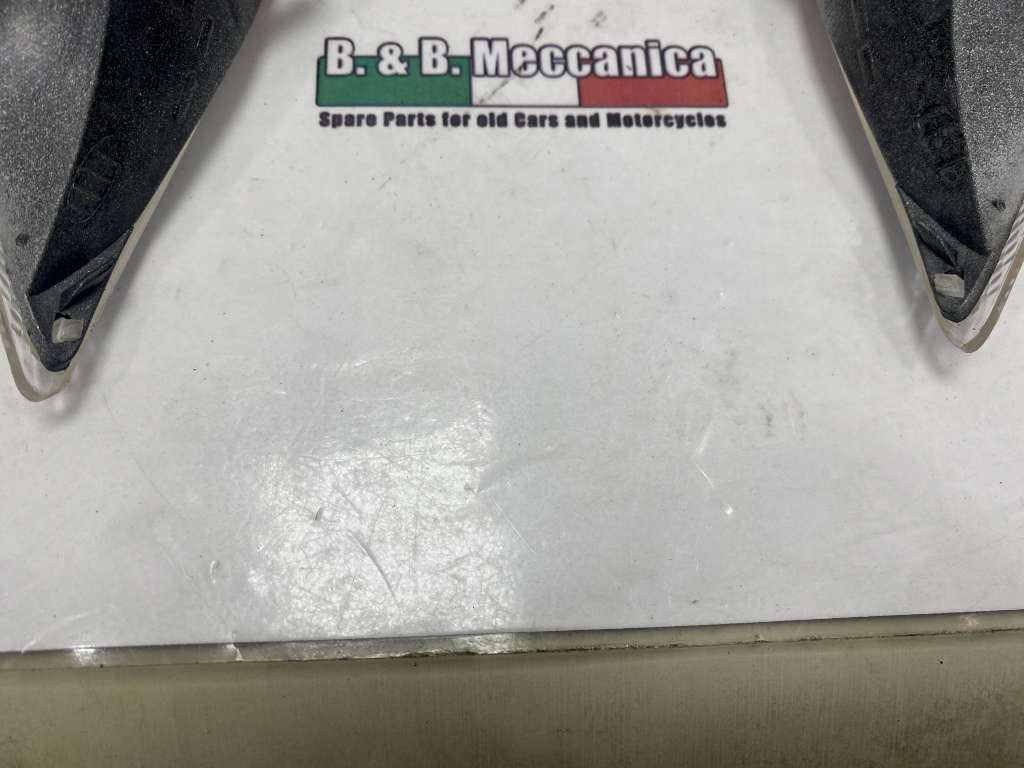 B. & B. Meccanica
Spare Parts for old Cars and Motorcycles